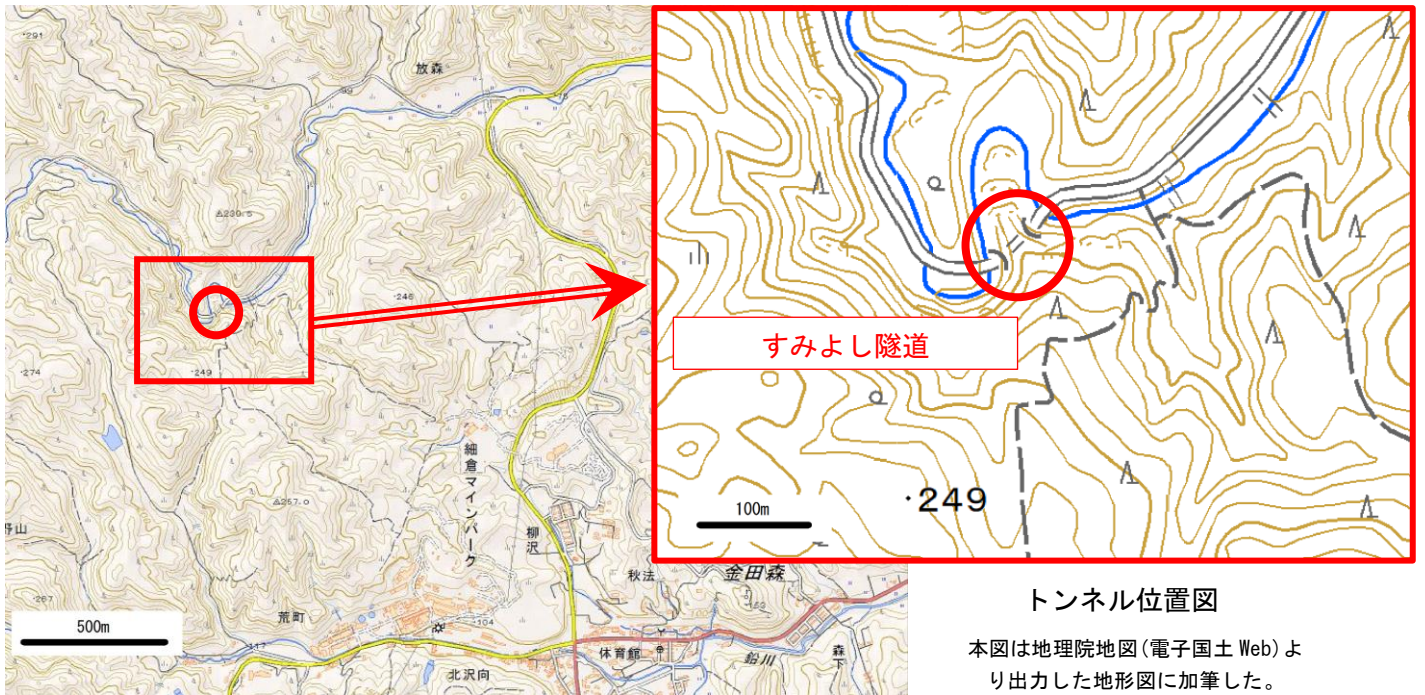 ・291
放森
99
76
△230.5
・246
・249
・274
△257.0
細倉マインパーク
柳沢
秋法
金田森
荒町
・104
117
体育館
鉛川
森下
北沢向
500m
すみよし隧道
・249
100m
トンネル位置図
本図は地理院地図(電子国土Web)よ
り出力した地形図に加筆した。